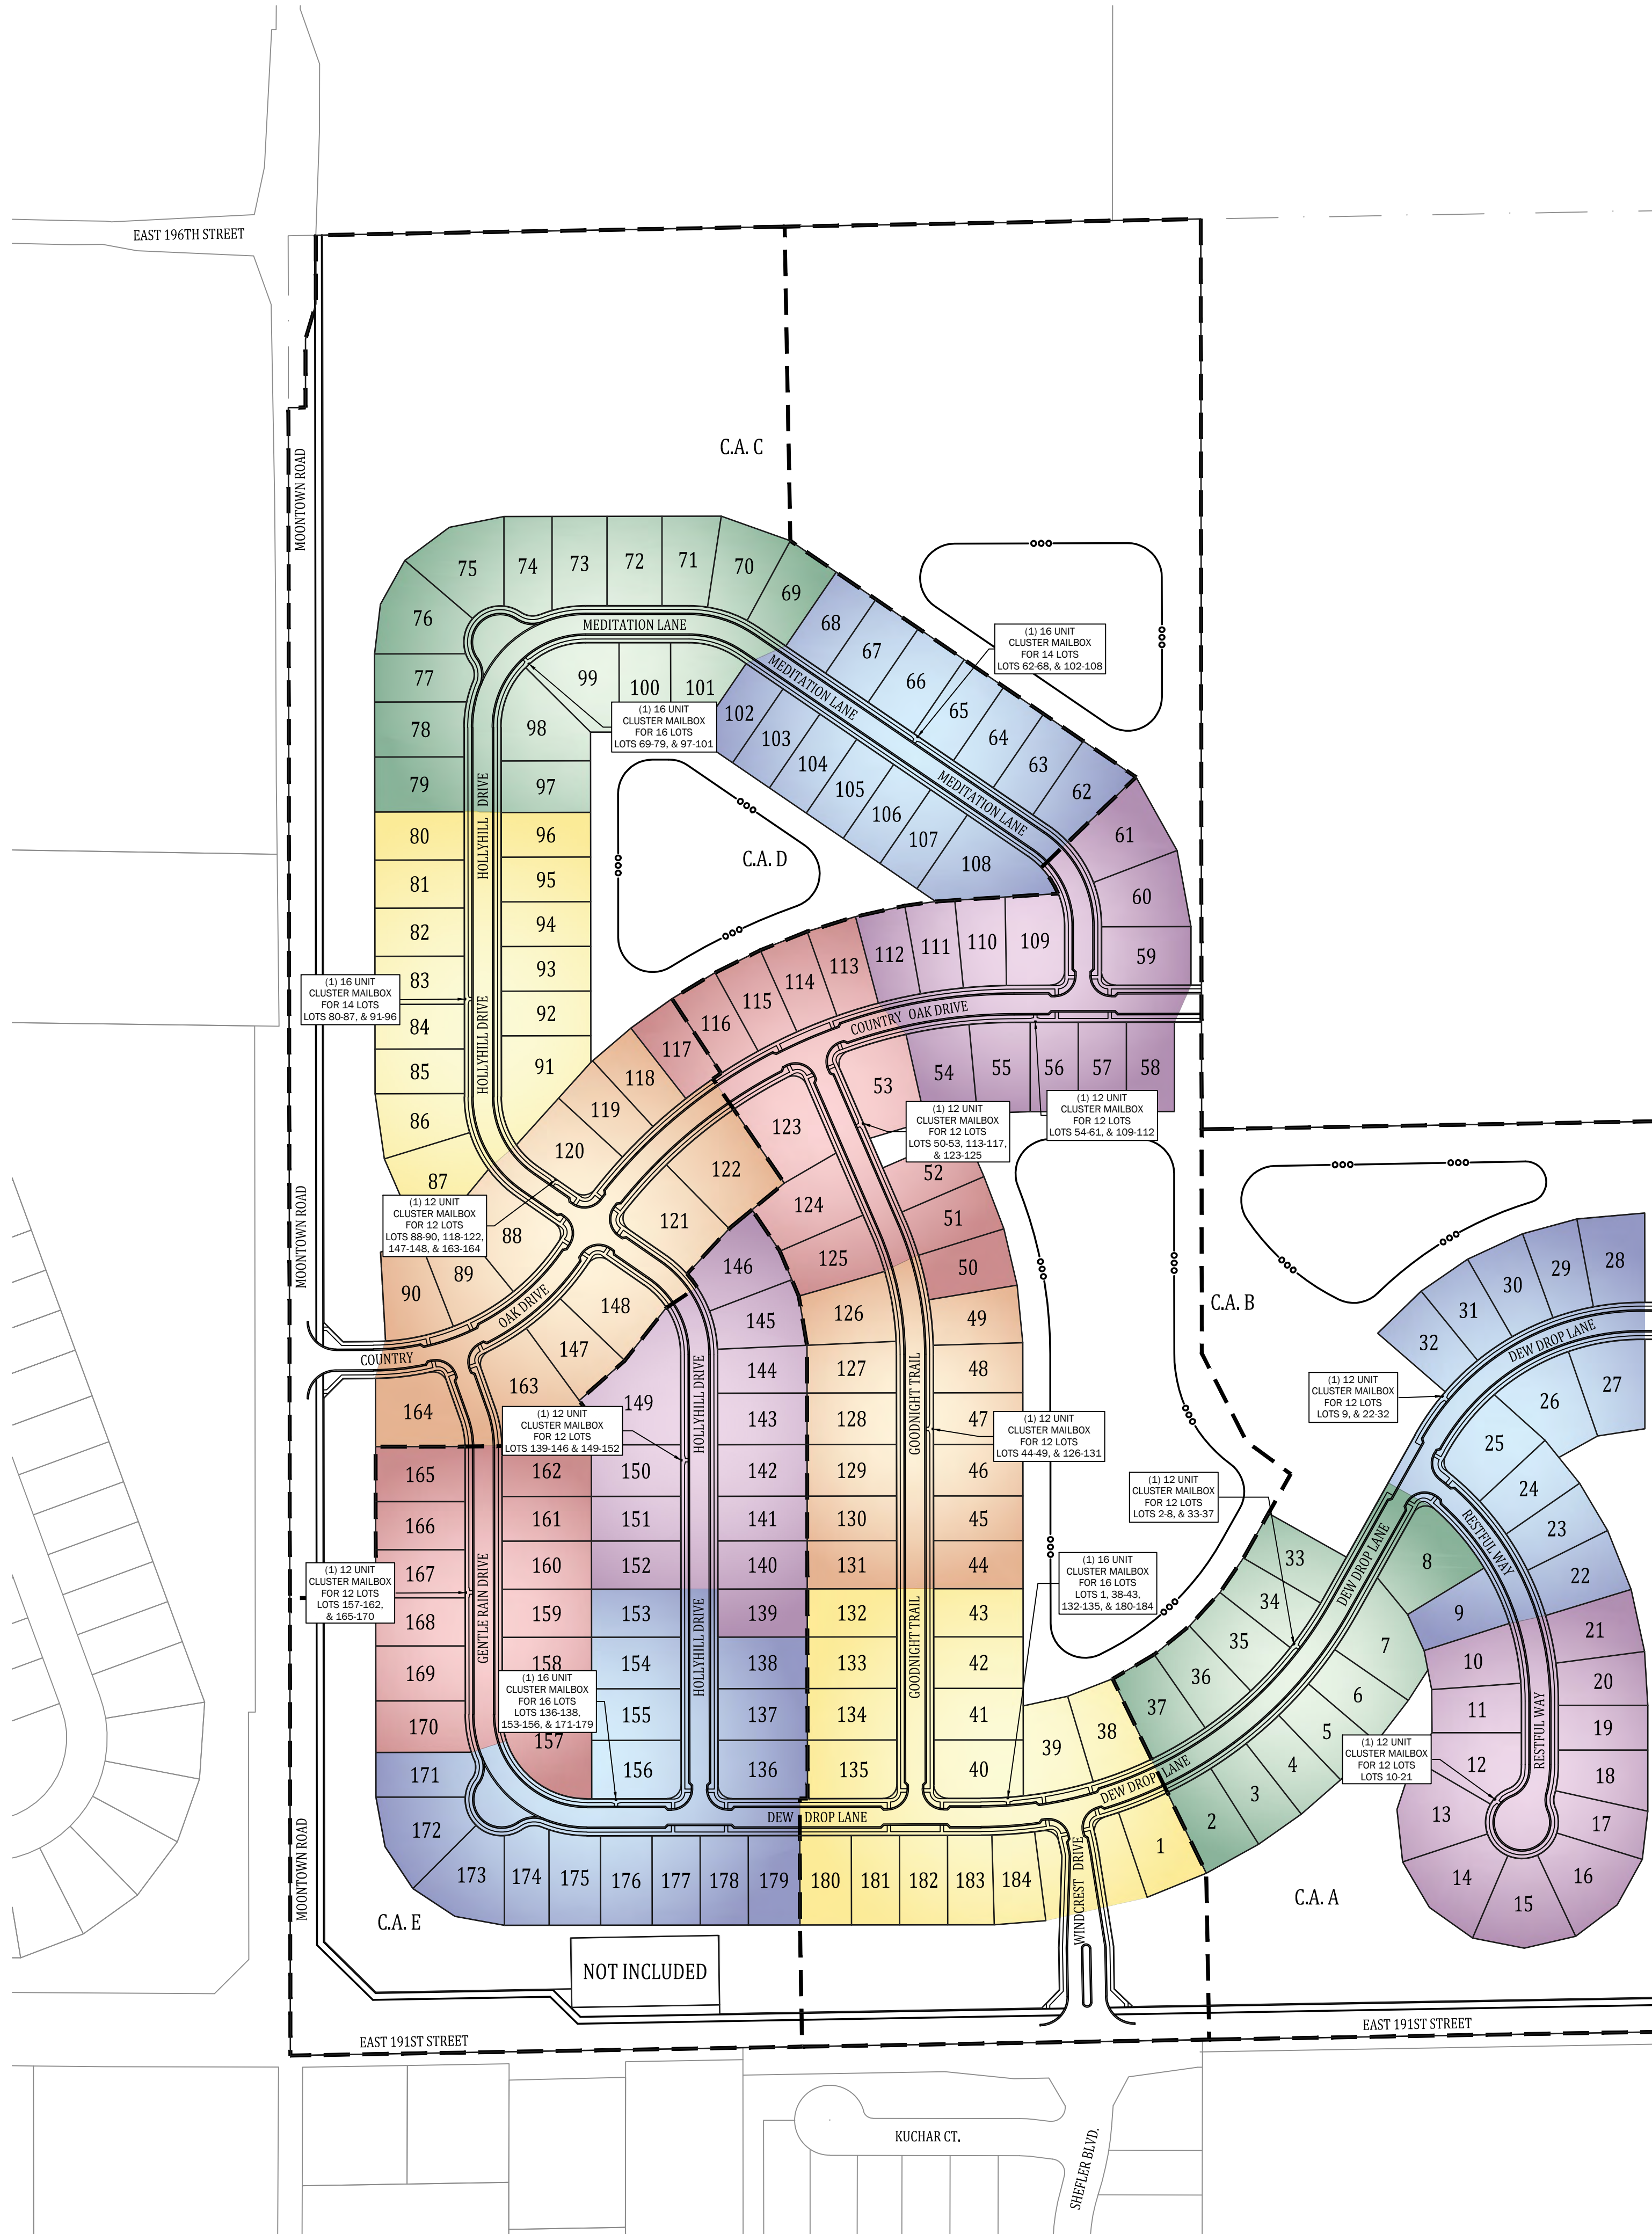 EAST 196TH STREET
MOONTOWN ROAD
C.A. C
75
74
73
72
71
70
69
76
MEDITATION LANE
68
67
66
65
64
63
62
(1) 16 UNIT
CLUSTER MAILBOX
FOR 14 LOTS
LOTS 62-68, & 102-108
77
78
79
99
100
101
98
97
(1) 16 UNIT
CLUSTER MAILBOX
FOR 16 LOTS
LOTS 69-79, & 97-101
MEDITATION LANE
MEDITATION LANE
102
103
104
105
106
107
108
HOLLYHILL DRIVE
C.A. D
61
60
59
80
81
82
83
84
85
86
87
96
95
94
93
92
91
(1) 16 UNIT
CLUSTER MAILBOX
FOR 14 LOTS
LOTS 80-87, & 91-96
HOLLYHILL DRIVE
117
116
115
114
113
112
111
110
109
COUNTRY OAK DRIVE
118
119
120
123
53
54
55
56
57
58
(1) 12 UNIT
CLUSTER MAILBOX
FOR 12 LOTS
LOTS 50-53, 113-117,
& 123-125
(1) 12 UNIT
CLUSTER MAILBOX
FOR 12 LOTS
LOTS 54-61, & 109-112
MOONTOWN ROAD
(1) 12 UNIT
CLUSTER MAILBOX
FOR 12 LOTS
LOTS 88-90, 118-122,
147-148, & 163-164
88
89
90
121
122
124
125
52
51
50
146
145
126
49
C.A. B
28
29
30
31
32
27
26
25
24
23
22
DEW DROP LANE
COUNTRY
OAK DRIVE
148
147
163
164
149
144
143
127
128
48
47
HOLLYHILL DRIVE
GOODNIGHT TRAIL
(1) 12 UNIT
CLUSTER MAILBOX
FOR 12 LOTS
LOTS 139-146 & 149-152
(1) 12 UNIT
CLUSTER MAILBOX
FOR 12 LOTS
LOTS 44-49, & 126-131
(1) 12 UNIT
CLUSTER MAILBOX
FOR 12 LOTS
LOTS 9, & 22-32
(1) 12 UNIT
CLUSTER MAILBOX
FOR 12 LOTS
LOTS 2-8, & 33-37
165
162
150
142
129
46
166
161
151
141
130
45
167
160
152
140
131
44
168
159
153
139
132
43
169
158
154
138
133
42
170
157
155
137
134
41
171
156
136
135
40
(1) 12 UNIT
CLUSTER MAILBOX
FOR 12 LOTS
LOTS 157-162,
& 165-170
GENTLE RAIN DRIVE
HOLLYHILL DRIVE
GOODNIGHT TRAIL
(1) 16 UNIT
CLUSTER MAILBOX
FOR 16 LOTS
LOTS 136-138,
153-156, & 171-179
(1) 16 UNIT
CLUSTER MAILBOX
FOR 16 LOTS
LOTS 1, 38-43,
132-135, & 180-184
33
34
35
36
37
38
39
DEW DROP LANE
8
7
6
5
4
3
2
1
RESTFUL WAY
9
10
11
12
13
14
15
16
17
18
19
20
21
RESTFUL WAY
(1) 12 UNIT
CLUSTER MAILBOX
FOR 12 LOTS
LOTS 10-21
DEW DROP LANE
DEW DROP LANE
172
173
174
175
176
177
178
179
180
181
182
183
184
WINDCREST DRIVE
MOONTOWN ROAD
C.A. E
C.A. A
NOT INCLUDED
EAST 191ST STREET
EAST 191ST STREET
KUCHAR CT.
SHEFLER BLVD.